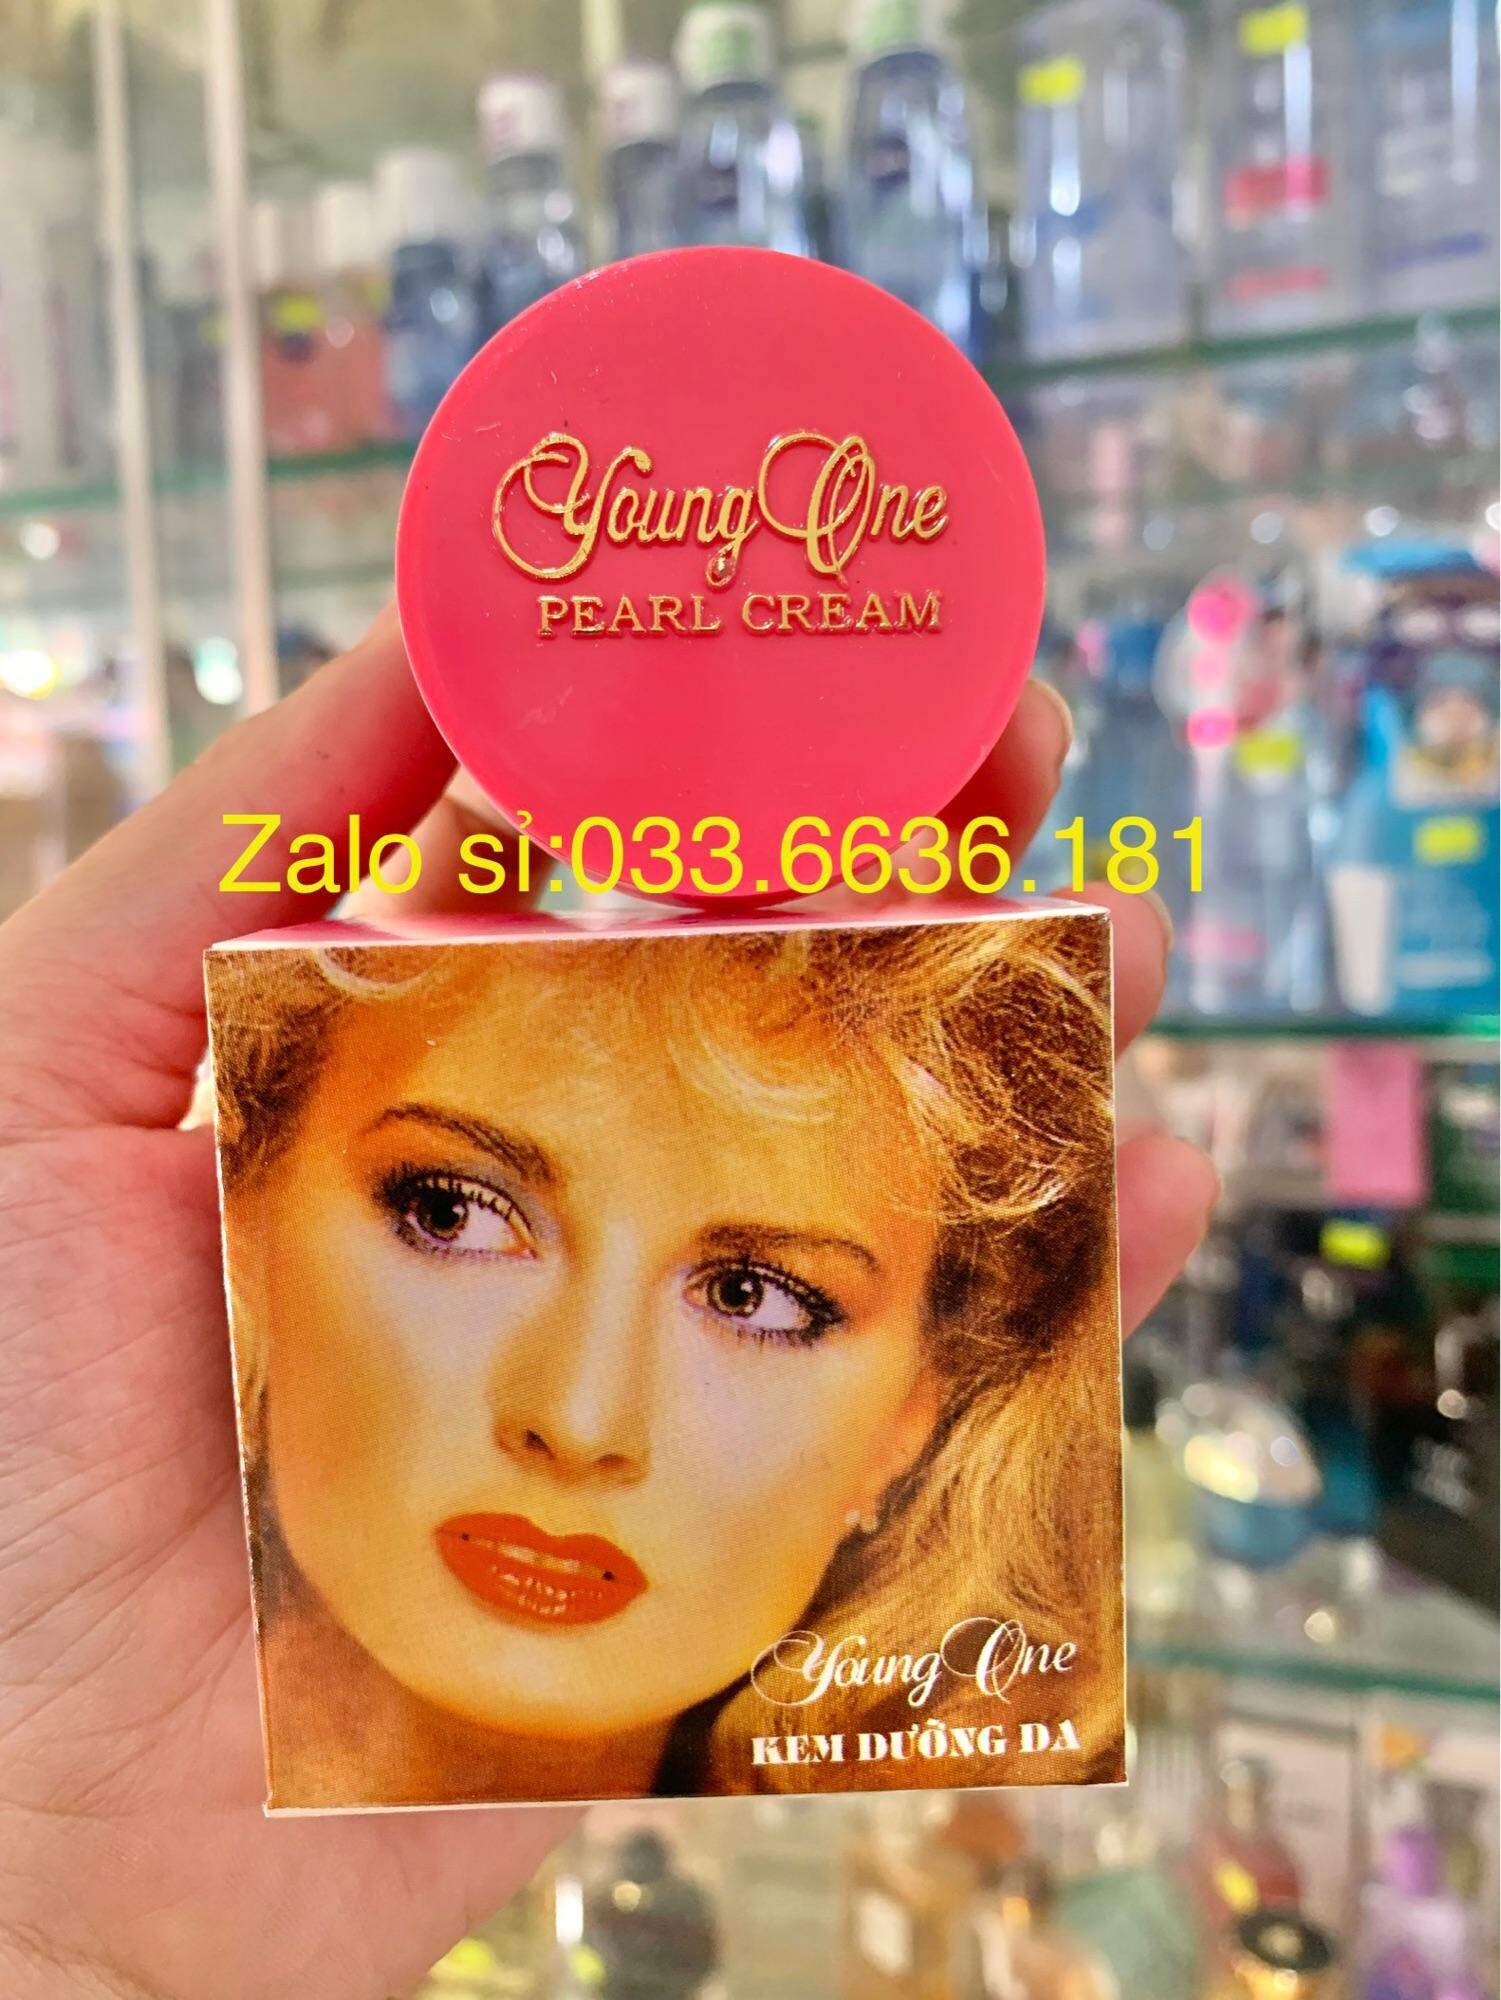 Young One
PEARL CREAM
Zalo sỉ:033.6636.181
Young One
KEM DƯỠNG DA